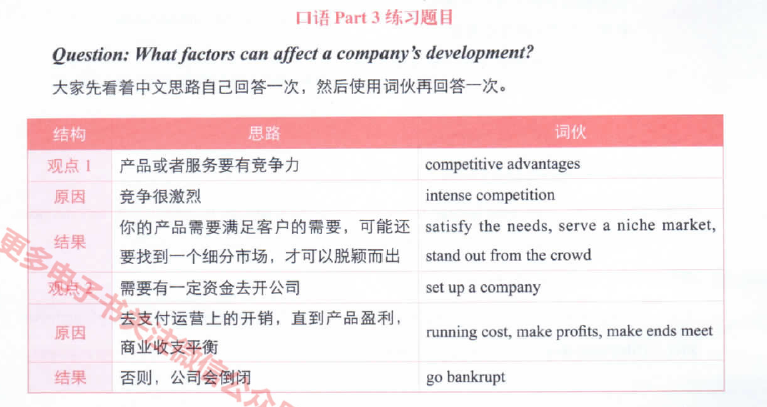 口语 Part 3 练习题目
Question: What factors can affect a company's development?
大家先看着中文思路自己回答一次，然后使用词伙再回答一次。
结构 思路 词伙
观点 1 产品或者服务要有竞争力 competitive advantages
原因 竞争很激烈 intense competition
结果 你的产品需要满足客户的需要，可能还 satisfy the needs, serve a niche market,
要找到一个细分市场，才可以脱颖而出 stand out from the crowd
观点 2 需要有一定资金去开公司 set up a company
原因 去支付运营上的开销，直到产品盈利， running cost, make profits, make ends meet
商业收支平衡
结果 否则，公司会倒闭 go bankrupt
更多电子书关注微信公众